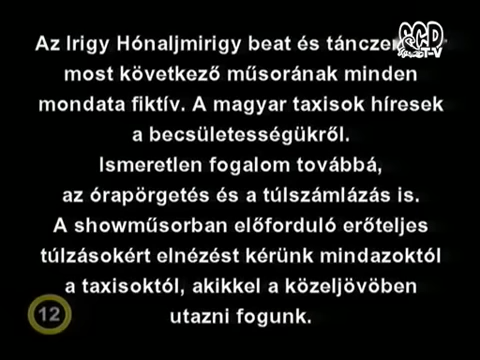 Az Irigy Hónaljmirigy beat és
most következő műsorának minden
mondata fiktív. A magyar taxisok híresek
a becsületességükről.
Ismeretlen fogalom továbbá,
az órapörgetés és a túlszámlázás is.
A showműsorban előforduló erőteljes
túlzásokért elnézést kérünk mindazoktól
a taxisoktól, akikkel a közeljövőben
utazni fogunk.
12
T-V